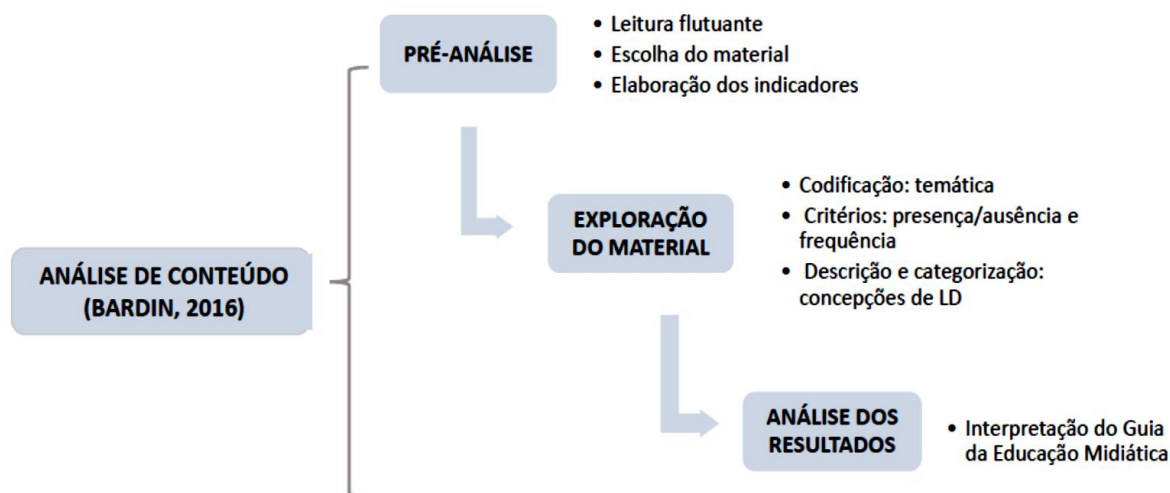 PRÉ-ANÁLISE
• Leitura flutuante
• Escolha do material
• Elaboração dos indicadores
EXPLORAÇÃO
DO MATERIAL
• Codificação: temática
• Critérios: presença/ausência e
frequência
• Descrição e categorização:
concepções de LD
ANÁLISE DE CONTEÚDO
(BARDIN, 2016)
ANÁLISE DOS
RESULTADOS
• Interpretação do Guia
da Educação Midiática